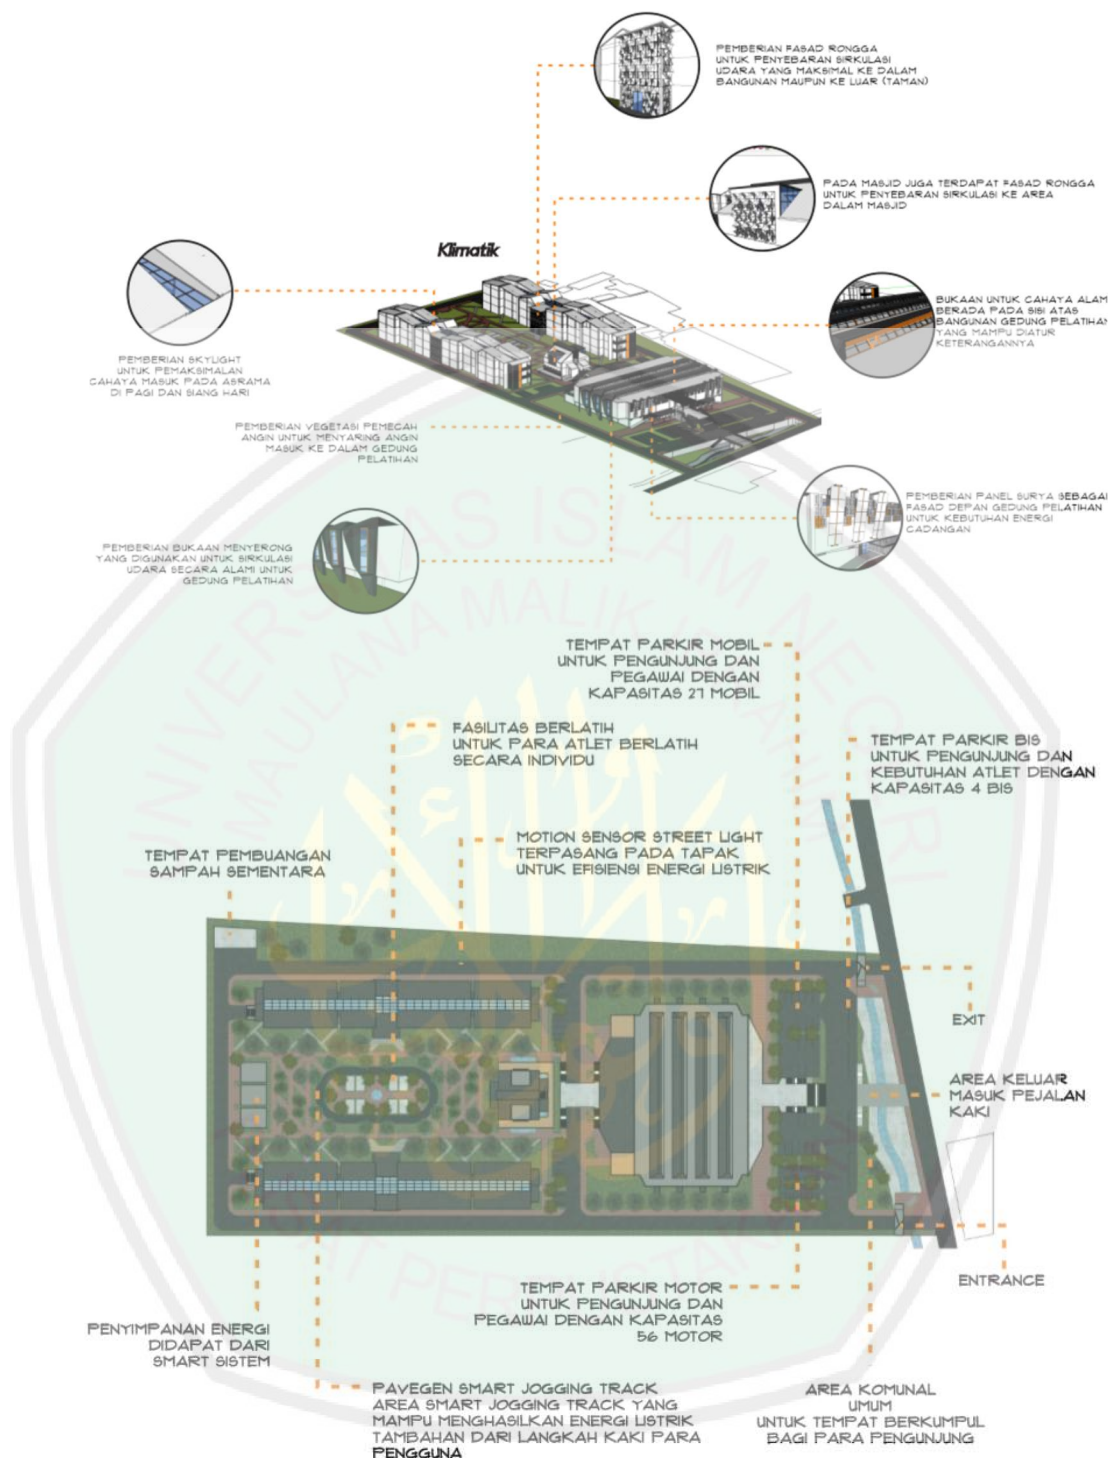 PEMBERIAN FASAD RONGGA
UNTUK PENYEBARAN SIRKULASI
UDARA YANG MAKSIMAL KE DALAM
BANGUNAN MAUPUN KE LUAR (TAMAN)
PADA MASJID JUGA TERDAPAT FASAD RONGGA
UNTUK PENYEBARAN SIRKULASI KE AREA
DALAM MASJID
Klimatik
BUKAAN UNTUK CAHAYA ALAM
BERADA PADA SISI ATAS
BANGUNAN GEDUNG PELATIHAN
YANG MAMPU DIATUR
KETERANGANNYA
PEMBERIAN SKYLIGHT
UNTUK PEMAKSIMALAN
CAHAYA MASUK PADA ASRAMA
DI PAGI DAN SIANG HARI
PEMBERIAN VEGETASI PEMECAH
ANGIN UNTUK MENYARING ANGIN
MASUK KE DALAM GEDUNG
PELATIHAN
PEMBERIAN PANEL SURYA SEBAGAI
FASAD DEPAN GEDUNG PELATIHAN
UNTUK KEBUTUHAN ENERGI
CADANGAN
PEMBERIAN BUKAAN MENYERONG
YANG DIGUNAKAN UNTUK SIRKULASI
UDARA SECARA ALAMI UNTUK
GEDUNG PELATIHAN
UNIVERSITAS ISLAM NEGERI
MAULANA MALIK IBRAHIM
TEMPAT PARKIR MOBIL
UNTUK PENGUNJUNG DAN
PEGAWAI DENGAN
KAPASITAS 27 MOBIL
FASILITAS BERLATIH
UNTUK PARA ATLET BERLATIH
SECARA INDIVIDU
TEMPAT PARKIR BIS
UNTUK PENGUNJUNG DAN
KEBUTUHAN ATLET DENGAN
KAPASITAS 4 BIS
MOTION SENSOR STREET LIGHT
TERPASANG PADA TAPAK
UNTUK EFISIENSI ENERGI LISTRIK
TEMPAT PEMBUANGAN
SAMPAH SEMENTARA
EXIT
AREA KELUAR
MASUK PEJALAN
KAKI
ENTRANCE
TEMPAT PARKIR MOTOR
UNTUK PENGUNJUNG DAN
PEGAWAI DENGAN KAPASITAS
56 MOTOR
PENYIMPANAN ENERGI
DIDAPAT DARI
SMART SISTEM
PAVEGEN SMART JOGGING TRACK
AREA SMART JOGGING TRACK YANG
MAMPU MENGHASILKAN ENERGI LISTRIK
TAMBAHAN DARI LANGKAH KAKI PARA
PENGGUNA
AREA KOMUNAL
UMUM
UNTUK TEMPAT BERKUMPUL
BAGI PARA PENGUNJUNG